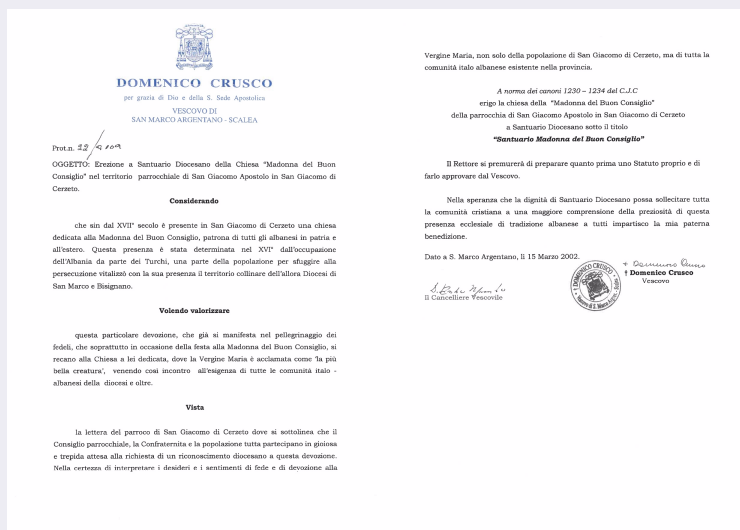 DOMENICO CRUSCO
per grazia di Dio e della S. Sede Apostolica
VESCOVO DI
SAN MARCO ARGENTANO - SCALEA
Prot.n. 22/
OGGETTO: Erezione a Santuario Diocesano della Chiesa "Madonna del Buon
Consiglio" nel territorio parrocchiale di San Giacomo Apostolo in San Giacomo di
Cerzeto.
Considerando
che sin dal XVII° secolo è presente in San Giacomo di Cerzeto una chiesa
dedicata alla Madonna del Buon Consiglio, patrona di tutti gli albanesi in patria e
all'estero. Questa presenza è stata determinata nel XVI° dall'occupazione
dell'Albania da parte dei Turchi, una parte della popolazione per sfuggire alla
persecuzione vitalizzò con la sua presenza il territorio collinare dell'allora Diocesi di
San Marco e Bisignano.
Volendo valorizzare
questa particolare devozione, che già si manifesta nel pellegrinaggio dei
fedeli, che soprattutto in occasione della festa alla Madonna del Buon Consiglio, si
recano alla Chiesa a lei dedicata, dove la Vergine Maria è acclamata come 'la più
bella creatura', venendo così incontro all'esigenza di tutte le comunità italo -
albanesi della diocesi e oltre.
Vista
la lettera del parroco di San Giacomo di Cerzeto dove si sottolinea che il
Consiglio parrocchiale, la Confraternita e la popolazione tutta partecipano in gioiosa
e trepida attesa alla richiesta di un riconoscimento diocesano a questa devozione.
Nella certezza di interpretare i desideri e i sentimenti di fede e di devozione alla
Vergine Maria, non solo della popolazione di San Giacomo di Cerzeto, ma di tutta la
comunità italo albanese esistente nella provincia.
A norma dei canoni 1230 – 1234 del C.J.C
erigo la chiesa della "Madonna del Buon Consiglio"
della parrocchia di San Giacomo Apostolo in San Giacomo di Cerzeto
a Santuario Diocesano sotto il titolo
"Santuario Madonna del Buon Consiglio"
Il Rettore si premurerà di preparare quanto prima uno Statuto proprio e di
farlo approvare dal Vescovo.
Nella speranza che la dignità di Santuario Diocesano possa sollecitare tutta
la comunità cristiana a una maggiore comprensione della preziosità di questa
presenza ecclesiale di tradizione albanese a tutti impartisco la mia paterna
benedizione.
Dato a S. Marco Argentano, li 15 Marzo 2002.
+ Domenico Crusco
† Domenico Crusco
Vescovo
Il Cancelliere Vescovile
DOMENICO CRUSCO